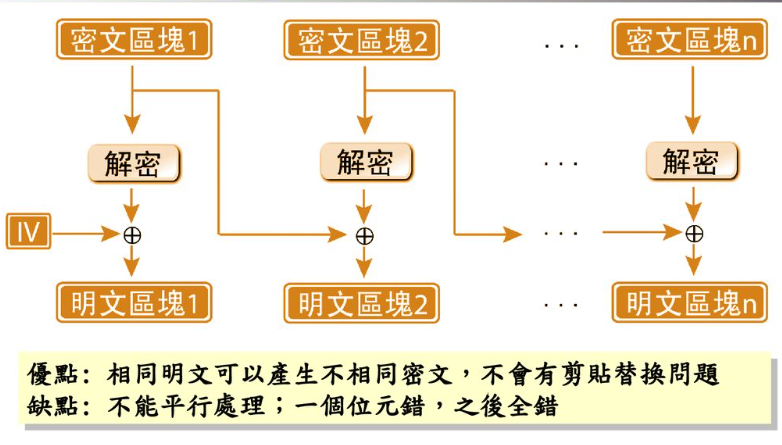 密文區塊1 密文區塊2 ... 密文區塊n
解密 解密 ... 解密
IV ⊕ ⊕ ... ⊕
明文區塊1 明文區塊2 ... 明文區塊n
優點: 相同明文可以產生不相同密文，不會有剪貼替換問題
缺點: 不能平行處理；一個位元錯，之後全錯